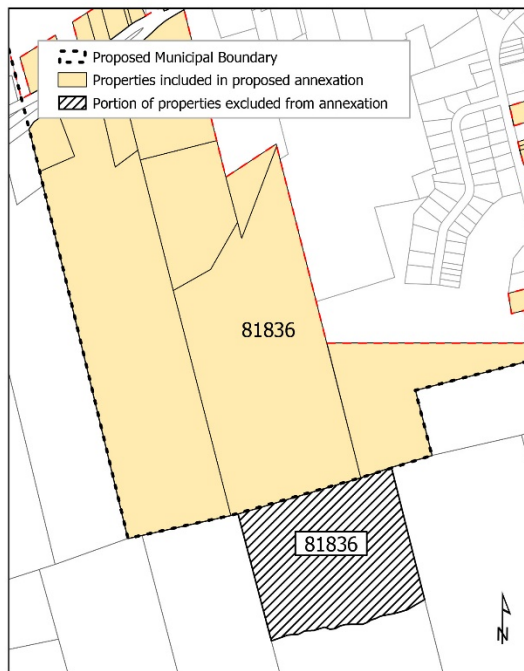 Proposed Municipal Boundary
Properties included in proposed annexation
Portion of properties excluded from annexation
81836
81836
N